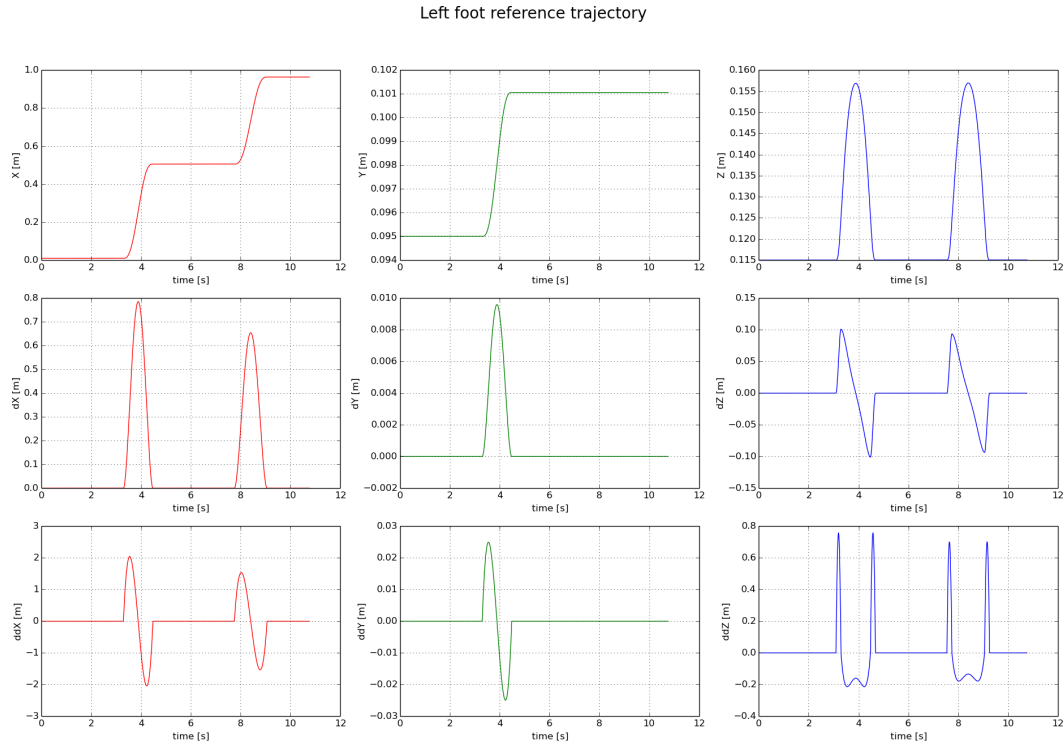 Left foot reference trajectory
X [m]
1.0
0.8
0.6
0.4
0.2
0.0
0 2 4 6 8 10 12
time [s]
Y [m]
0.102
0.101
0.100
0.099
0.098
0.097
0.096
0.095
0.094
0 2 4 6 8 10 12
time [s]
Z [m]
0.160
0.155
0.150
0.145
0.140
0.135
0.130
0.125
0.120
0.115
0 2 4 6 8 10 12
time [s]
dX [m]
0.8
0.7
0.6
0.5
0.4
0.3
0.2
0.1
0.0
0 2 4 6 8 10 12
time [s]
dY [m]
0.010
0.008
0.006
0.004
0.002
0.000
−0.002
0 2 4 6 8 10 12
time [s]
dZ [m]
0.15
0.10
0.05
0.00
−0.05
−0.10
−0.15
0 2 4 6 8 10 12
time [s]
ddX [m]
3
2
1
0
−1
−2
−3
0 2 4 6 8 10 12
time [s]
ddY [m]
0.03
0.02
0.01
0.00
−0.01
−0.02
−0.03
0 2 4 6 8 10 12
time [s]
ddZ [m]
0.8
0.6
0.4
0.2
0.0
−0.2
−0.4
0 2 4 6 8 10 12
time [s]